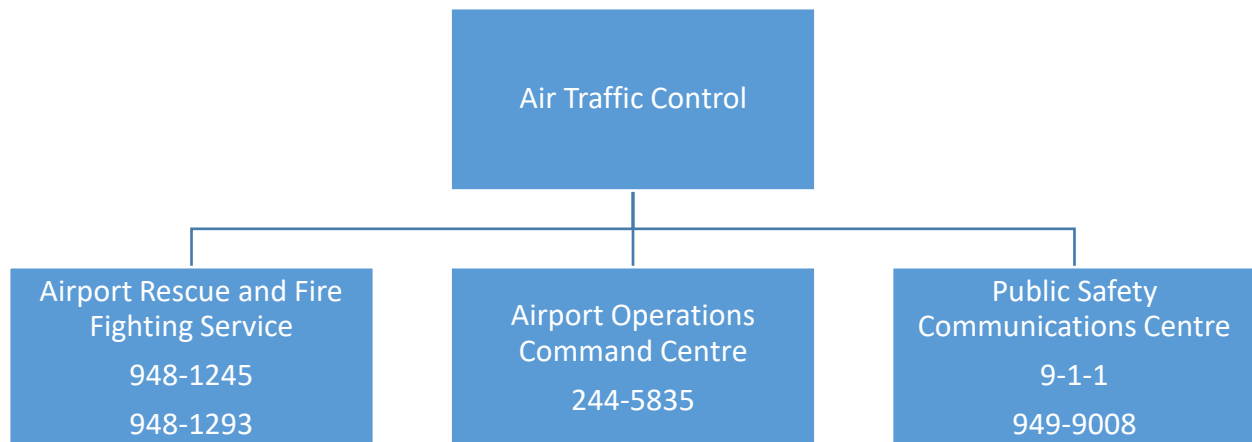 Air Traffic Control
Airport Rescue and Fire
Fighting Service
948-1245
948-1293
Airport Operations
Command Centre
244-5835
Public Safety
Communications Centre
9-1-1
949-9008